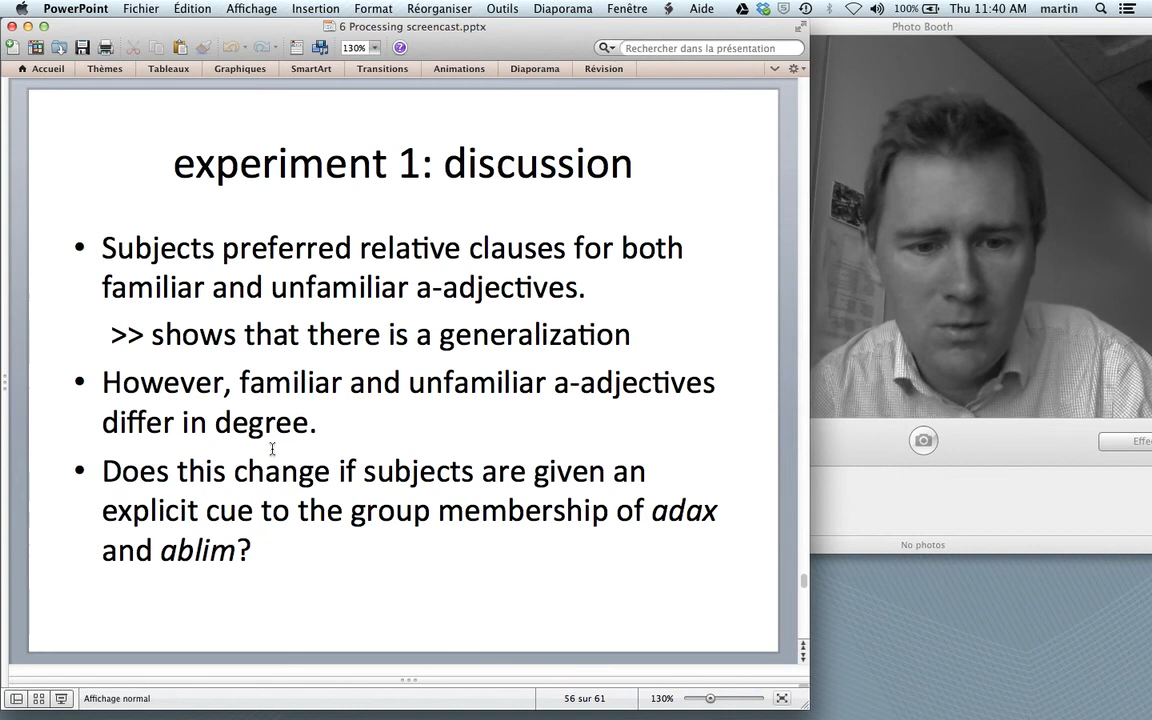 PowerPoint Fichier Édition Affichage Insertion Format Réorganiser Outils Diaporama Fenêtre Aide 100% Thu 11:40 AM martin
6 Processing screencast.pptx
Photo Booth
130% Rechercher dans la présentation
Accueil Thèmes Tableaux Graphiques SmartArt Transitions Animations Diaporama Révision
experiment 1: discussion
• Subjects preferred relative clauses for both
familiar and unfamiliar a-adjectives.
>> shows that there is a generalization
• However, familiar and unfamiliar a-adjectives
differ in degree.
• Does this change if subjects are given an
explicit cue to the group membership of adax
and ablim?
Effe
No photos
Affichage normal 56 sur 61 130%